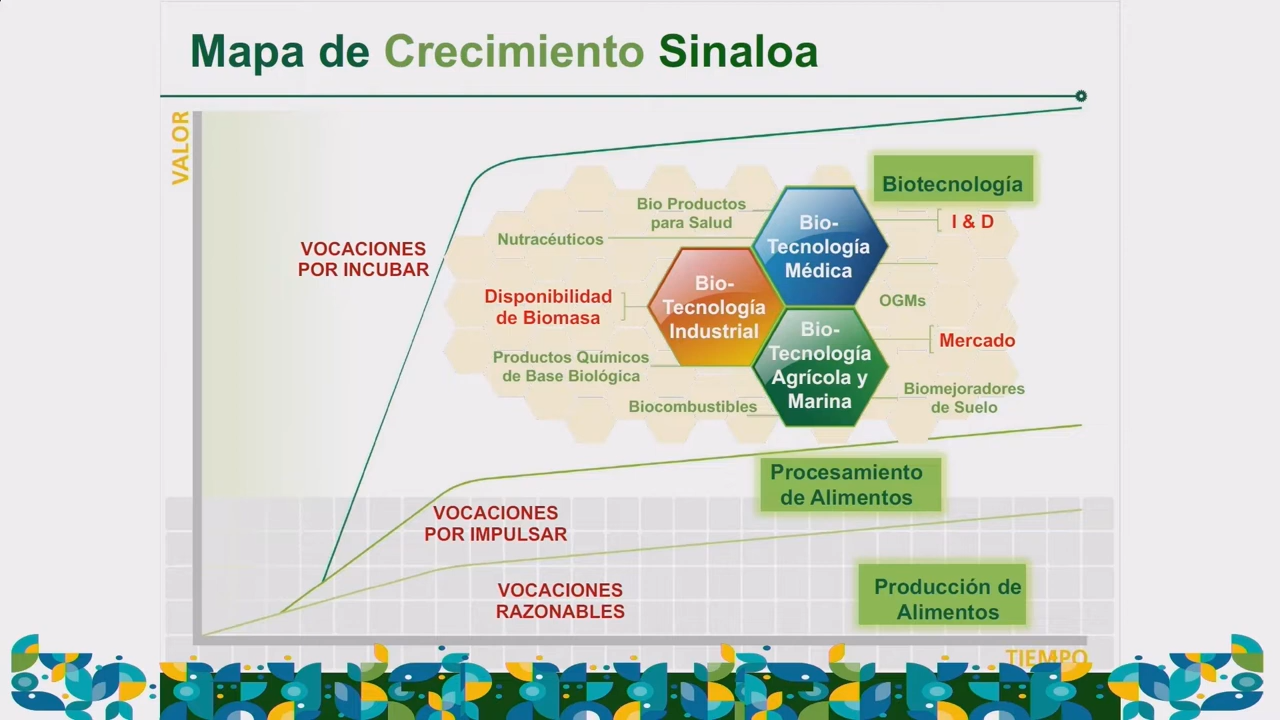 Mapa de Crecimiento Sinaloa
VALOR
Biotecnología
VOCACIONES
POR INCUBAR
Bio Productos
para Salud
Nutracéuticos
Bio-
Tecnología
Médica
I & D
Disponibilidad
de Biomasa
Bio-
Tecnología
Industrial
OGMs
Productos Químicos
de Base Biológica
Biocombustibles
Bio-
Tecnología
Agrícola y
Marina
Mercado
Biomejoradores
de Suelo
Procesamiento
de Alimentos
VOCACIONES
POR IMPULSAR
VOCACIONES
RAZONABLES
Producción de
Alimentos
TIEMPO